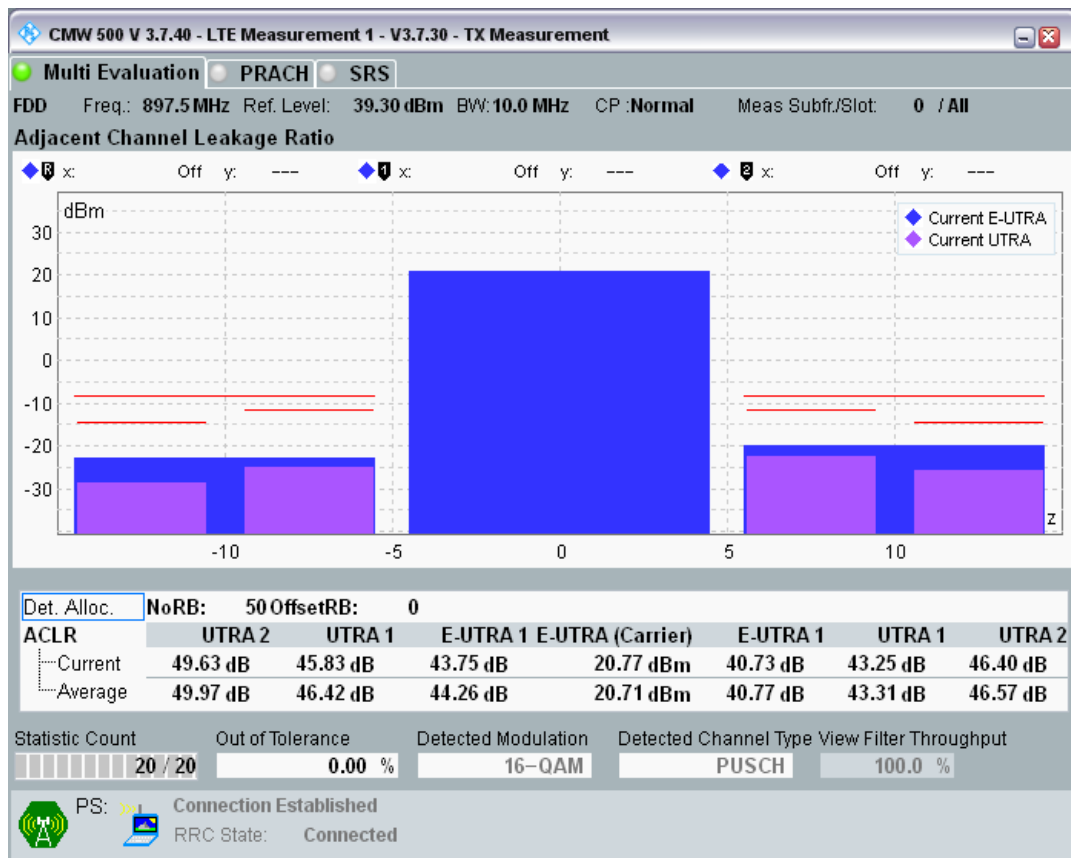 CMW 500 V 3.7.40 - LTE Measurement 1 - V3.7.30 - TX Measurement
Multi Evaluation PRACH SRS
FDD Freq.: 897.5 MHz Ref. Level: 39.30 dBm BW: 10.0 MHz CP :Normal Meas Subfr./Slot: 0 / All
Adjacent Channel Leakage Ratio
R x: Off y: --- 1 x: Off y: --- 2 x: Off y: ---
dBm
Current E-UTRA
Current UTRA
30
20
10
0
-10
-20
-30
z
-10 -5 0 5 10
Det. Alloc. NoRB: 50 OffsetRB: 0
ACLR UTRA 2 UTRA 1 E-UTRA 1 E-UTRA (Carrier) E-UTRA 1 UTRA 1 UTRA 2
Current 49.63 dB 45.83 dB 43.75 dB 20.77 dBm 40.73 dB 43.25 dB 46.40 dB
Average 49.97 dB 46.42 dB 44.26 dB 20.71 dBm 40.77 dB 43.31 dB 46.57 dB
Statistic Count Out of Tolerance Detected Modulation Detected Channel Type View Filter Throughput
20 / 20 0.00 % 16-QAM PUSCH 100.0 %
PS: Connection Established
RRC State: Connected